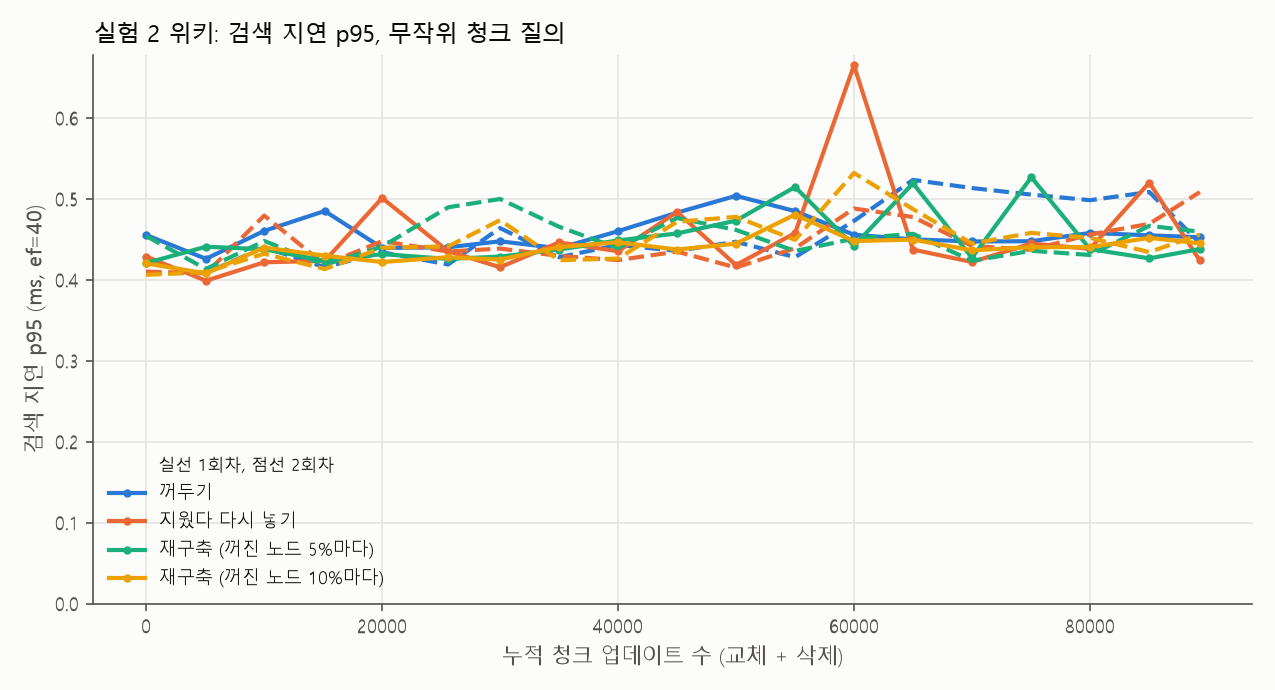 실험 2 위키: 검색 지연 p95, 무작위 청크 질의
검색 지연 p95 (ms, ef=40)
0.6
0.5
0.4
0.3
0.2
0.1
0.0
실선 1회차, 점선 2회차
꺼두기
지웠다 다시 넣기
재구축 (꺼진 노드 5%마다)
재구축 (꺼진 노드 10%마다)
0 20000 40000 60000 80000
누적 청크 업데이트 수 (교체 + 삭제)